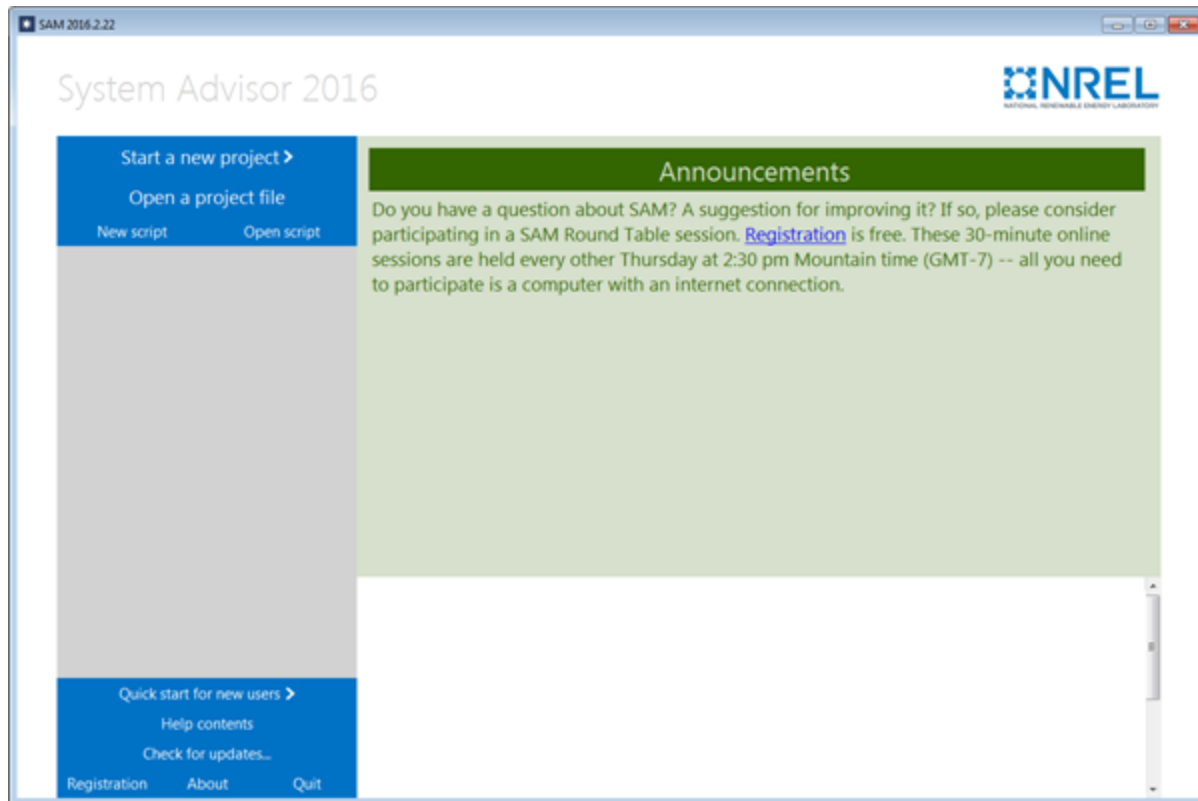 SAM 2016.2.22
System Advisor 2016
NREL
NATIONAL RENEWABLE ENERGY LABORATORY
Start a new project >
Open a project file
New script Open script
Announcements
Do you have a question about SAM? A suggestion for improving it? If so, please consider
participating in a SAM Round Table session. Registration is free. These 30-minute online
sessions are held every other Thursday at 2:30 pm Mountain time (GMT-7) -- all you need
to participate is a computer with an internet connection.
Quick start for new users >
Help contents
Check for updates...
Registration About Quit